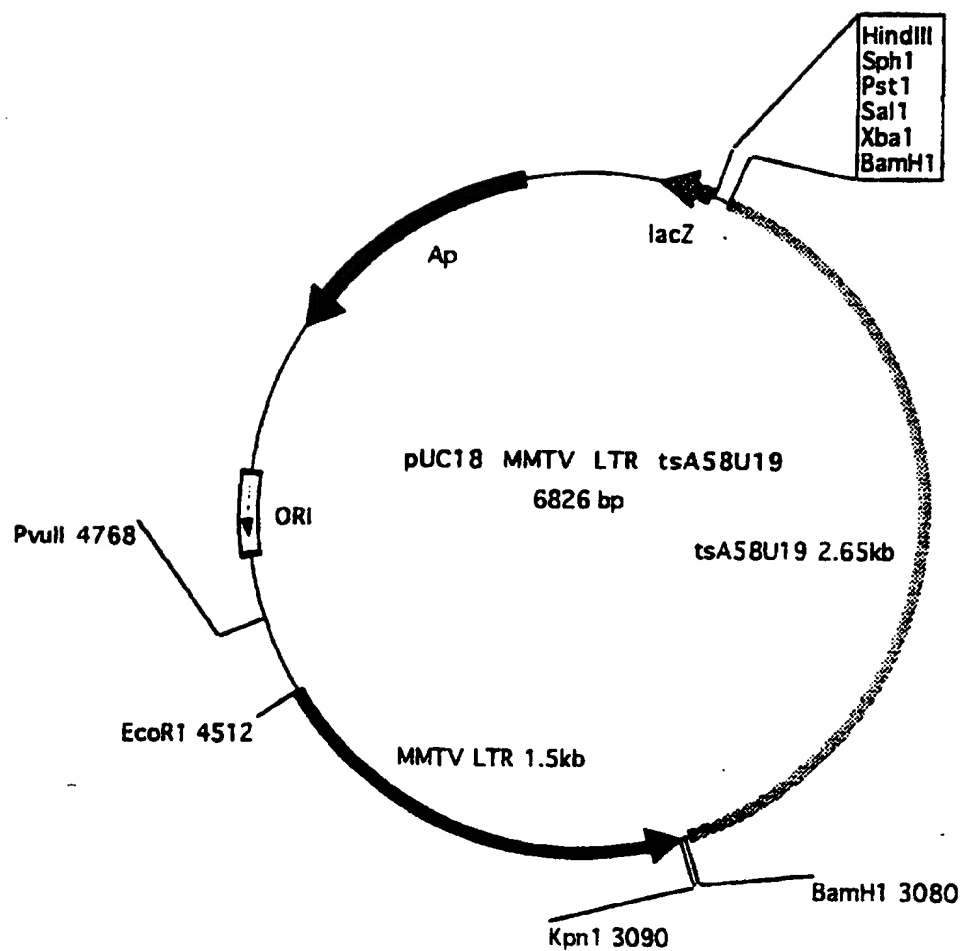 HindIII
Sph1
Pst1
Sal1
Xba1
BamH1
lacZ
Ap
pUC18 MMTV LTR tsA58U19
6826 bp
ORI
PvuII 4768
tsA58U19 2.65kb
EcoR1 4512
MMTV LTR 1.5kb
BamH1 3080
Kpn1 3090